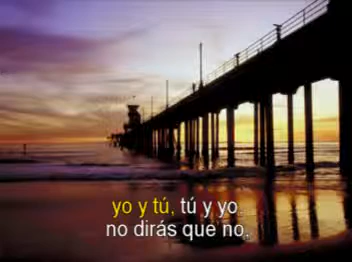 yo y tú, tú y yo,
no dirás que no,